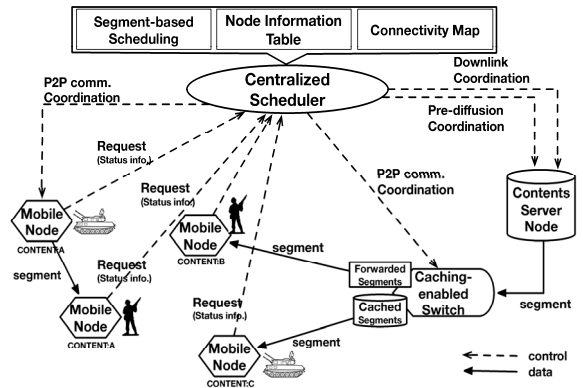 Segment-based
Scheduling
Node Information
Table
Connectivity Map
Centralized
Scheduler
Downlink
Coordination
Pre-diffusion
Coordination
P2P comm.
Coordination
Request
(Status info.)
Request
(Status infor)
P2P comm.
Coordination
Contents
Server
Node
Mobile
Node
CONTENT:A
Mobile
Node
CONTENT:B
segment
segment
Request
(Status info.)
Forwarded
Segments
Cached
Segments
Caching-
enabled
Switch
segment
Mobile
Node
CONTENT:A
Request
(Status info.)
segment
Mobile
Node
CONTENT:C
control
data